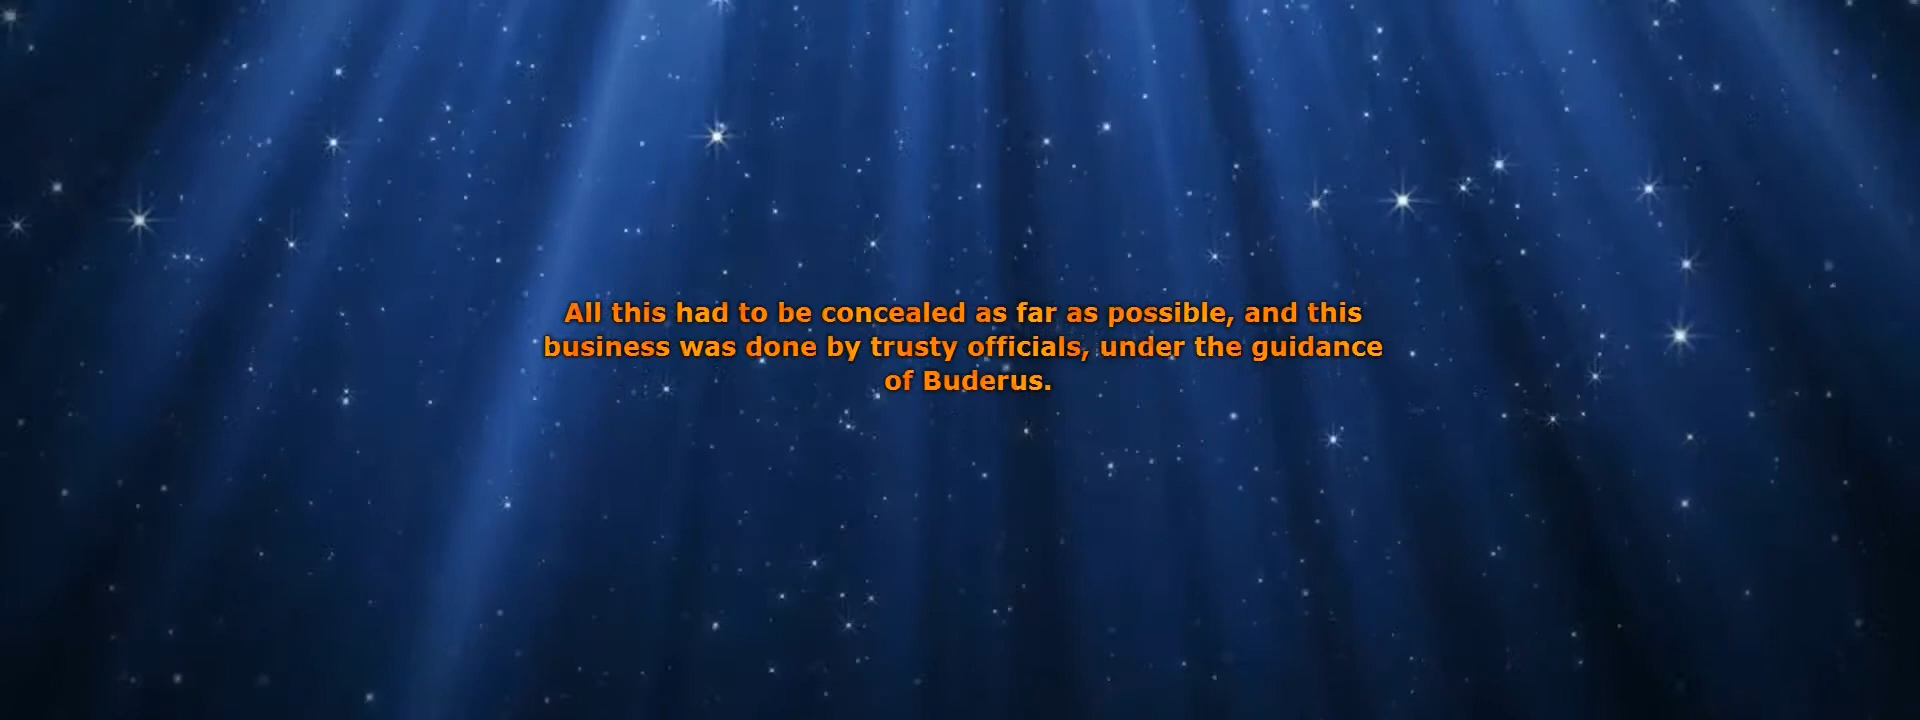 All this had to be concealed as far as possible, and this
business was done by trusty officials, under the guidance
of Buderus.